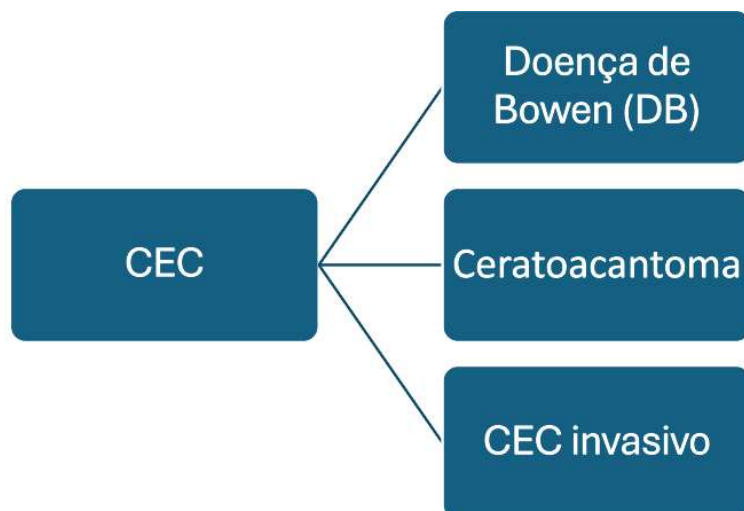 CEC
Doença de
Bowen (DB)
Ceratoacantoma
CEC invasivo